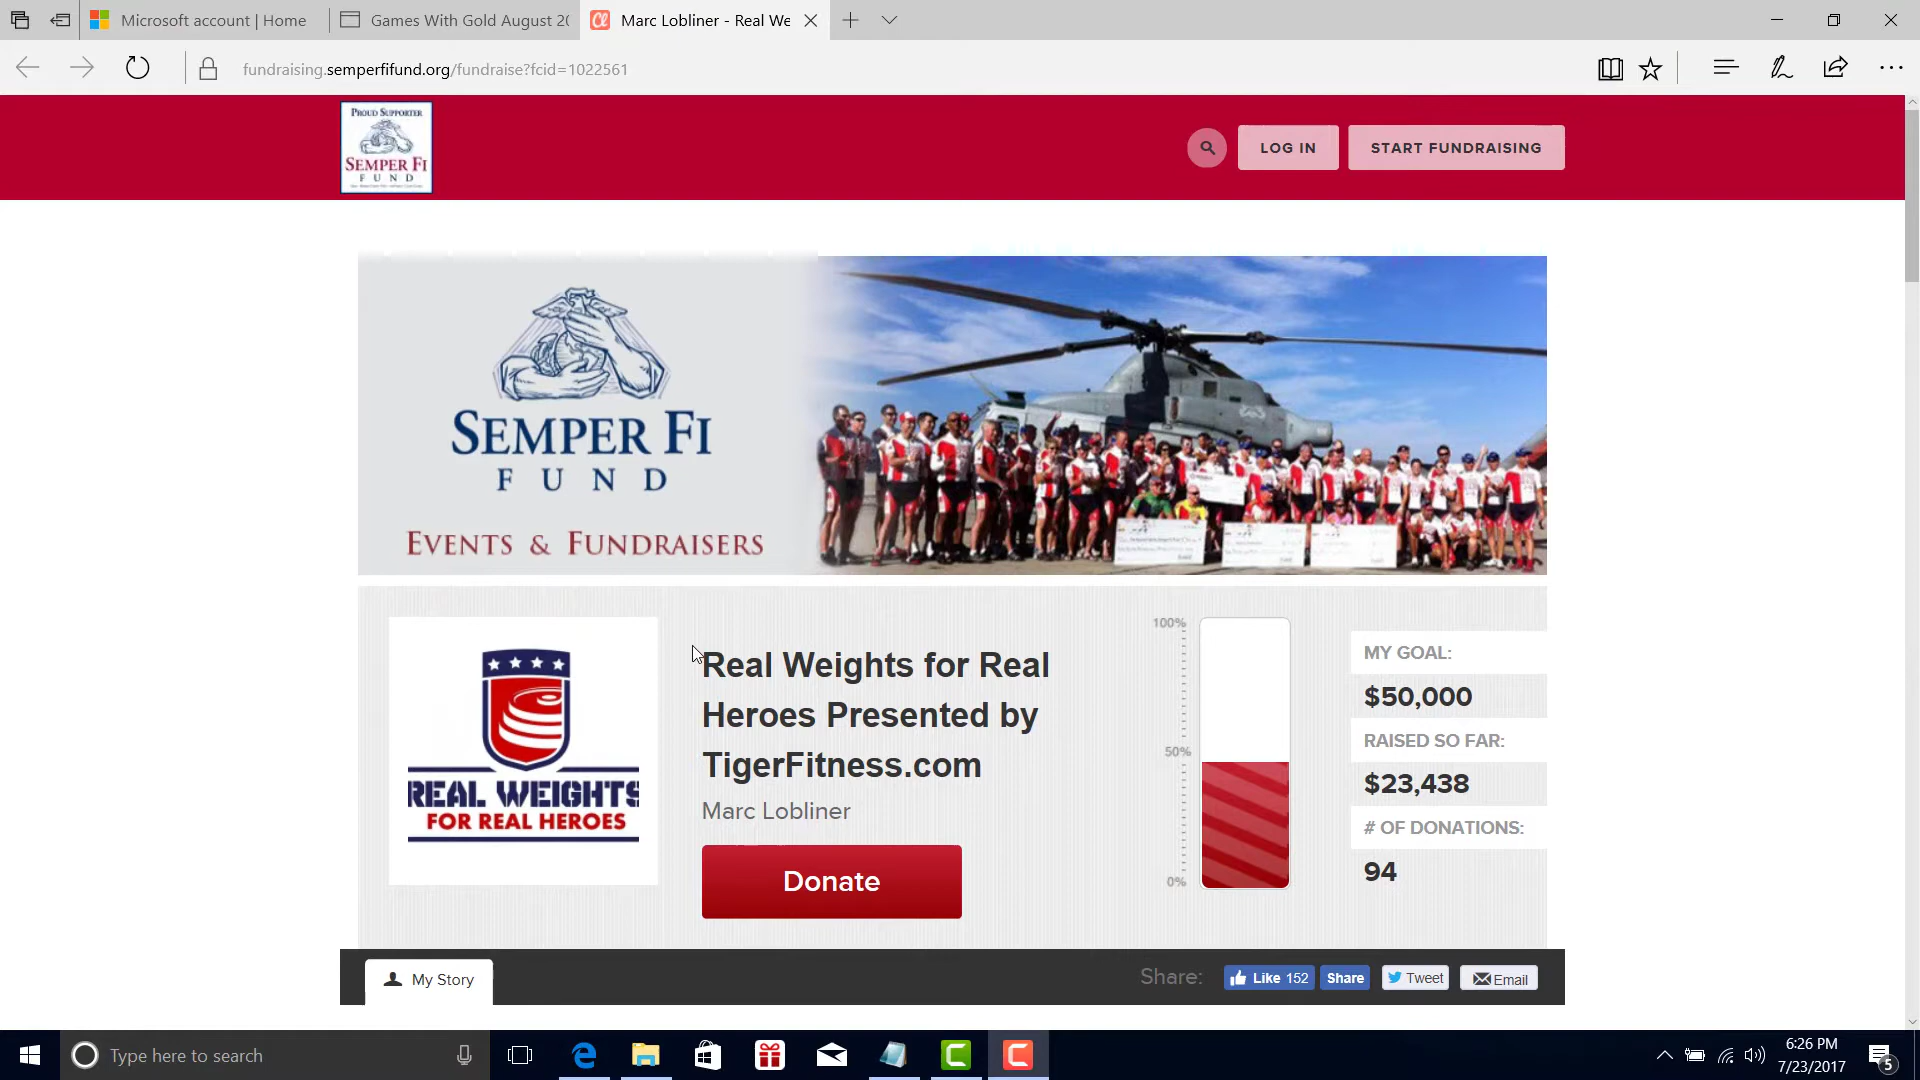 Microsoft account | Home
Games With Gold August 20
Marc Lobliner - Real We
fundraising.semperfifund.org/fundraise?fcid=1022561
PROUD SUPPORTER
SEMPER FI
FUND
LOG IN
START FUNDRAISING
SEMPER FI
FUND
EVENTS & FUNDRAISERS
REAL WEIGHTS
FOR REAL HEROES
Real Weights for Real
Heroes Presented by
TigerFitness.com
Marc Lobliner
Donate
100%
50%
0%
MY GOAL:
$50,000
RAISED SO FAR:
$23,438
# OF DONATIONS:
94
My Story
Share:
Like 152
Share
Tweet
Email
Type here to search
6:26 PM
7/23/2017
5